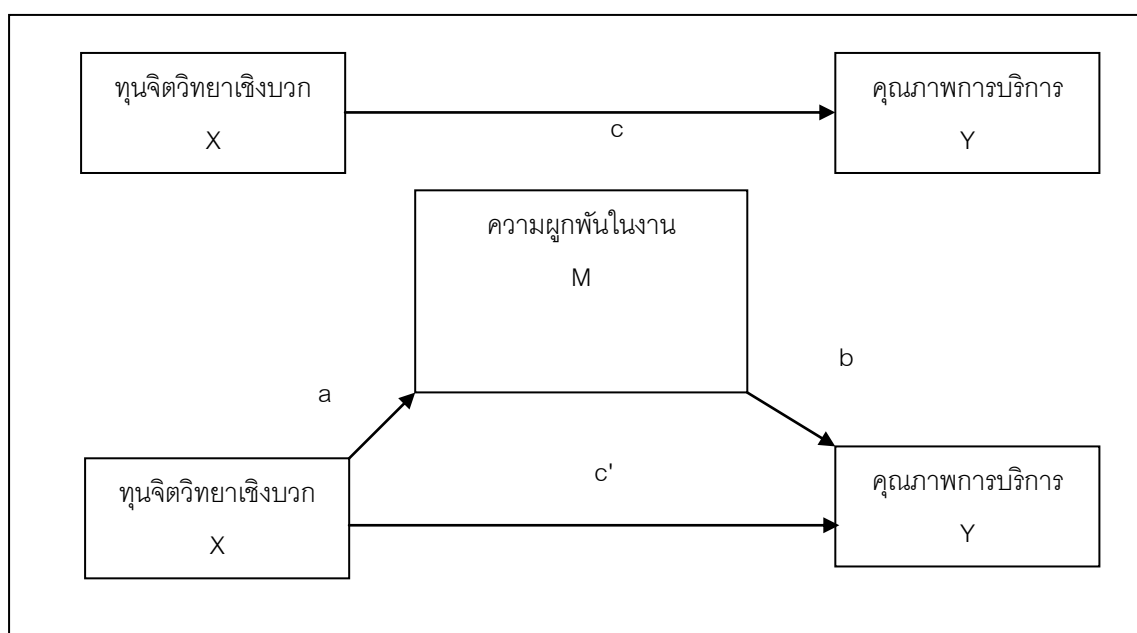 ทุนจิตวิทยาเชิงบวก
X
c
คุณภาพการบริการ
Y
ความผูกพันในงาน
M
a
b
ทุนจิตวิทยาเชิงบวก
X
c'
คุณภาพการบริการ
Y